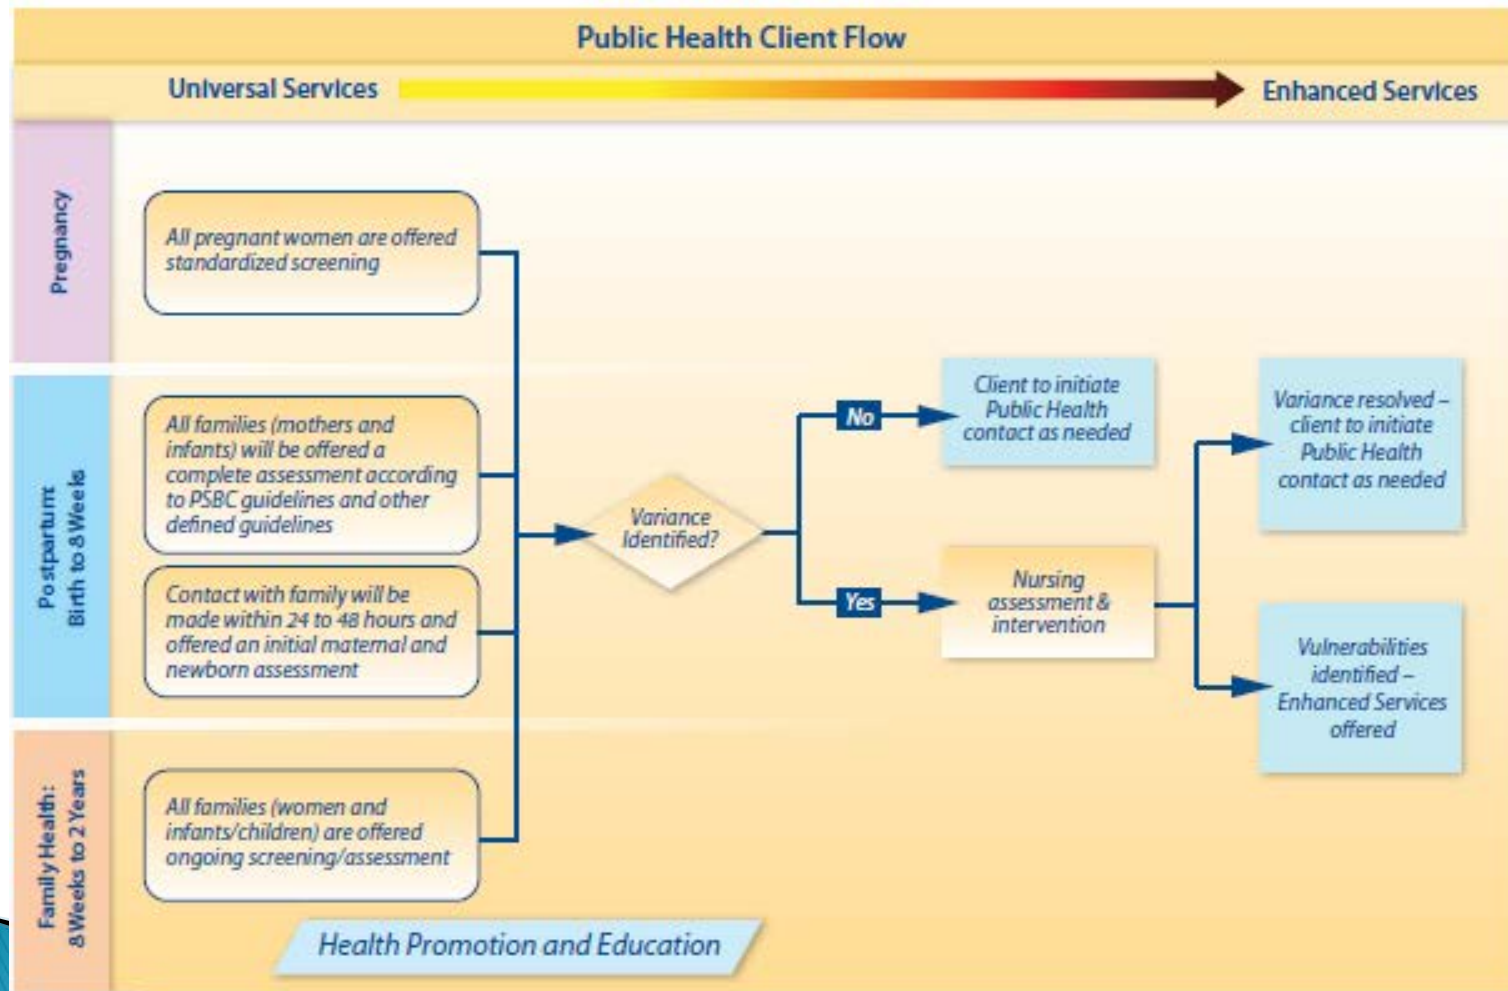 Public Health Client Flow
Universal Services
Enhanced Services
Pregnancy
All pregnant women are offered
standardized screening
Postpartum:
Birth to 8 Weeks
All families (mothers and
infants) will be offered a
complete assessment according
to PSBC guidelines and other
defined guidelines
Contact with family will be
made within 24 to 48 hours and
offered an initial maternal and
newborn assessment
Family Health:
8 Weeks to 2 Years
All families (women and
infants/children) are offered
ongoing screening/assessment
Health Promotion and Education
Variance
Identified?
No
Client to initiate
Public Health
contact as needed
Yes
Nursing
assessment &
intervention
Variance resolved –
client to initiate
Public Health
contact as needed
Vulnerabilities
identified –
Enhanced Services
offered